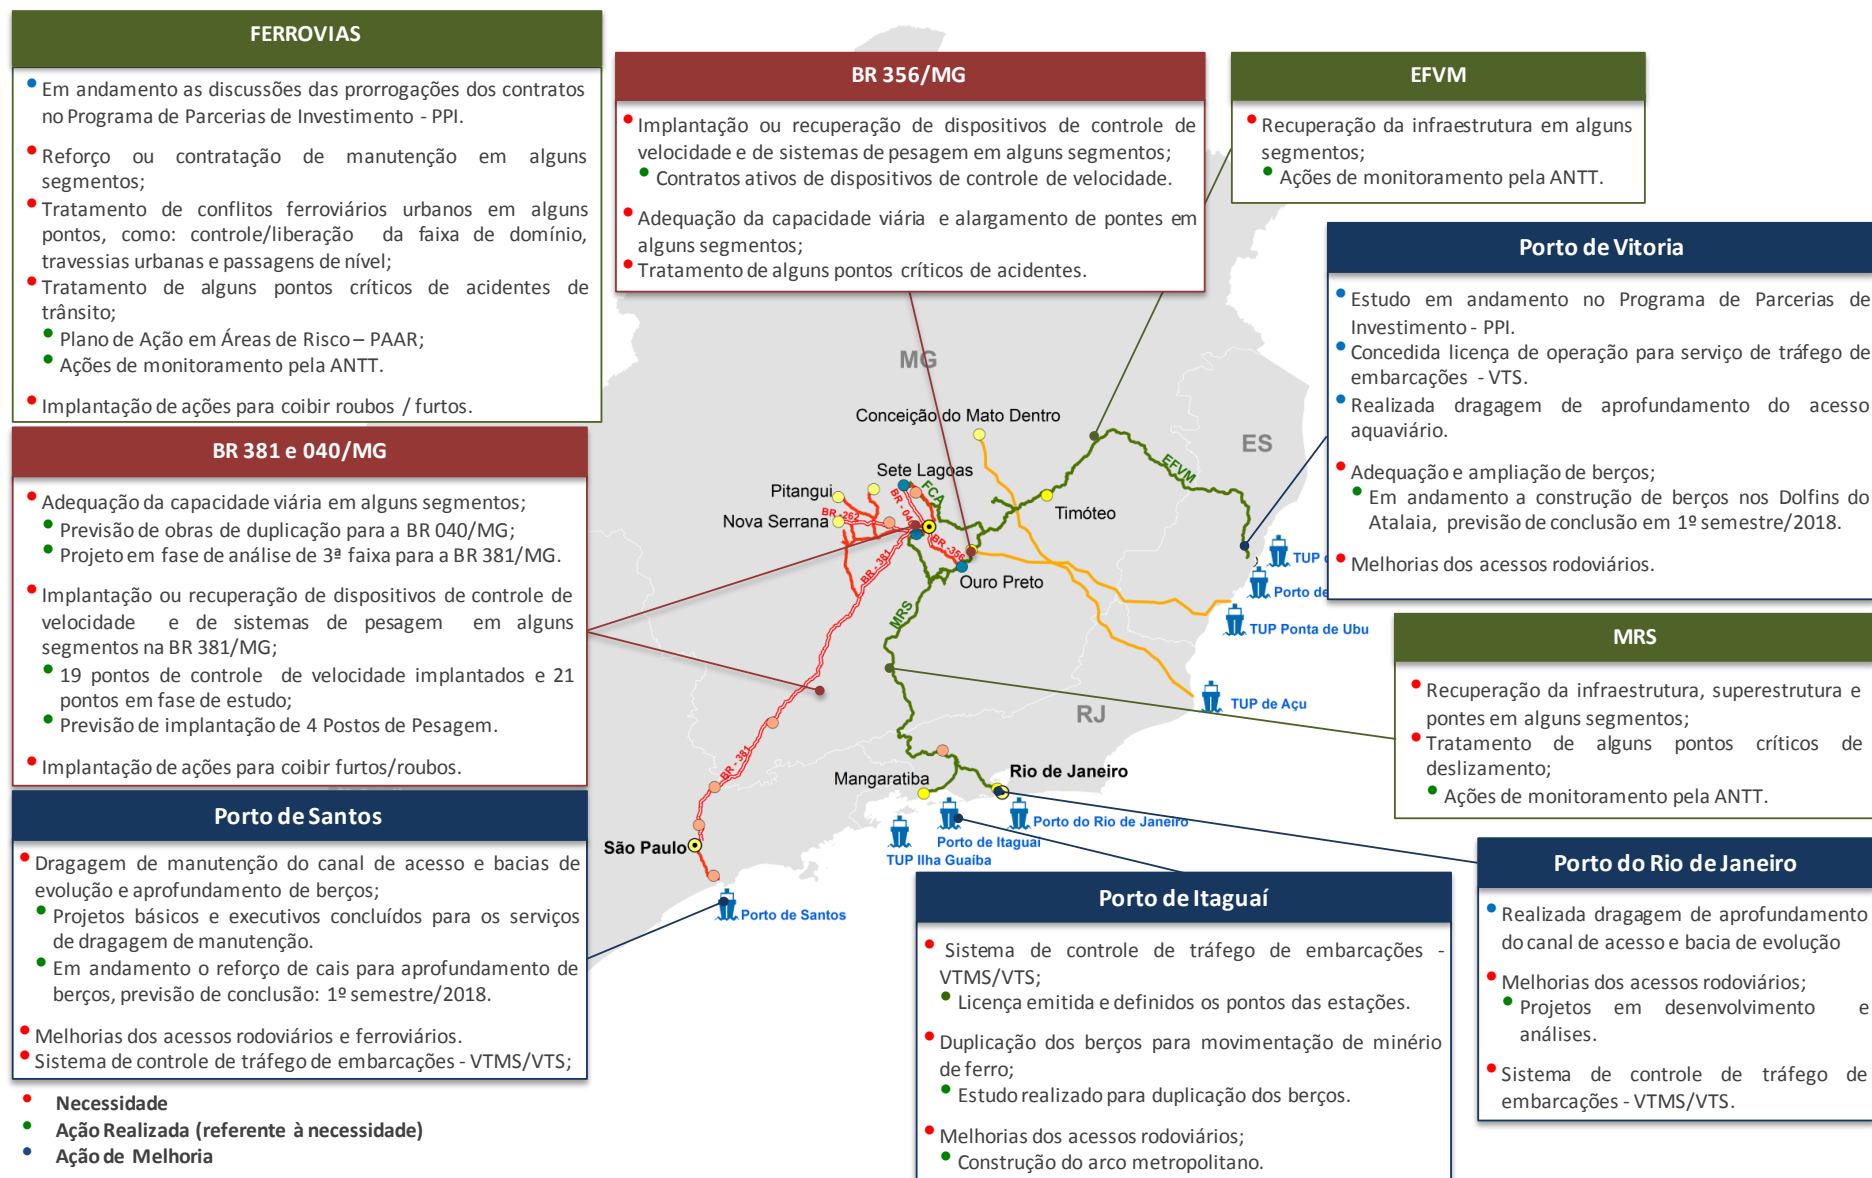 FERROVIAS
Em andamento as discussões das prorrogações dos contratos
no Programa de Parcerias de Investimento - PPI.
Reforço ou contratação de manutenção em alguns
segmentos;
Tratamento de conflitos ferroviários urbanos em alguns
pontos, como: controle/liberação da faixa de domínio,
travessias urbanas e passagens de nível;
Tratamento de alguns pontos críticos de acidentes de
trânsito;
Plano de Ação em Áreas de Risco – PAAR;
Ações de monitoramento pela ANTT.
Implantação de ações para coibir roubos / furtos.
BR 356/MG
Implantação ou recuperação de dispositivos de controle de
velocidade e de sistemas de pesagem em alguns segmentos;
Contratos ativos de dispositivos de controle de velocidade.
Adequação da capacidade viária e alargamento de pontes em
alguns segmentos;
Tratamento de alguns pontos críticos de acidentes.
EFVM
Recuperação da infraestrutura em alguns
segmentos;
Ações de monitoramento pela ANTT.
Porto de Vitoria
Estudo em andamento no Programa de Parcerias de
Investimento - PPI.
Concedida licença de operação para serviço de tráfego de
embarcações - VTS.
Realizada dragagem de aprofundamento do acesso
aquaviário.
Adequação e ampliação de berços;
Em andamento a construção de berços nos Dolfins do
Atalaia, previsão de conclusão em 1º semestre/2018.
Melhorias dos acessos rodoviários.
BR 381 e 040/MG
Adequação da capacidade viária em alguns segmentos;
Previsão de obras de duplicação para a BR 040/MG;
Projeto em fase de análise de 3ª faixa para a BR 381/MG.
Implantação ou recuperação de dispositivos de controle de
velocidade e de sistemas de pesagem em alguns
segmentos na BR 381/MG;
19 pontos de controle de velocidade implantados e 21
pontos em fase de estudo;
Previsão de implantação de 4 Postos de Pesagem.
Implantação de ações para coibir furtos/roubos.
MG
ES
RJ
Conceição do Mato Dentro
Sete Lagoas
Pitangui
Nova Serrana
Timóteo
Ouro Preto
Mangaratiba
Rio de Janeiro
São Paulo
EFVM
FCA
MRS
BR -262
BR - 04
BR -356
BR - 381
BR - 381
TUP
Porto de
TUP Ponta de Ubu
TUP de Açu
Porto do Rio de Janeiro
Porto de Itaguaí
TUP Ilha Guaíba
Porto de Santos
MRS
Recuperação da infraestrutura, superestrutura e
pontes em alguns segmentos;
Tratamento de alguns pontos críticos de
deslizamento;
Ações de monitoramento pela ANTT.
Porto de Santos
Dragagem de manutenção do canal de acesso e bacias de
evolução e aprofundamento de berços;
Projetos básicos e executivos concluídos para os serviços
de dragagem de manutenção.
Em andamento o reforço de cais para aprofundamento de
berços, previsão de conclusão: 1º semestre/2018.
Melhorias dos acessos rodoviários e ferroviários.
Sistema de controle de tráfego de embarcações - VTMS/VTS;
Porto de Itaguaí
Sistema de controle de tráfego de embarcações -
VTMS/VTS;
Licença emitida e definidos os pontos das estações.
Duplicação dos berços para movimentação de minério
de ferro;
Estudo realizado para duplicação dos berços.
Melhorias dos acessos rodoviários;
Construção do arco metropolitano.
Porto do Rio de Janeiro
Realizada dragagem de aprofundamento
do canal de acesso e bacia de evolução
Melhorias dos acessos rodoviários;
Projetos em desenvolvimento e
análises.
Sistema de controle de tráfego de
embarcações - VTMS/VTS.
Necessidade
Ação Realizada (referente à necessidade)
Ação de Melhoria